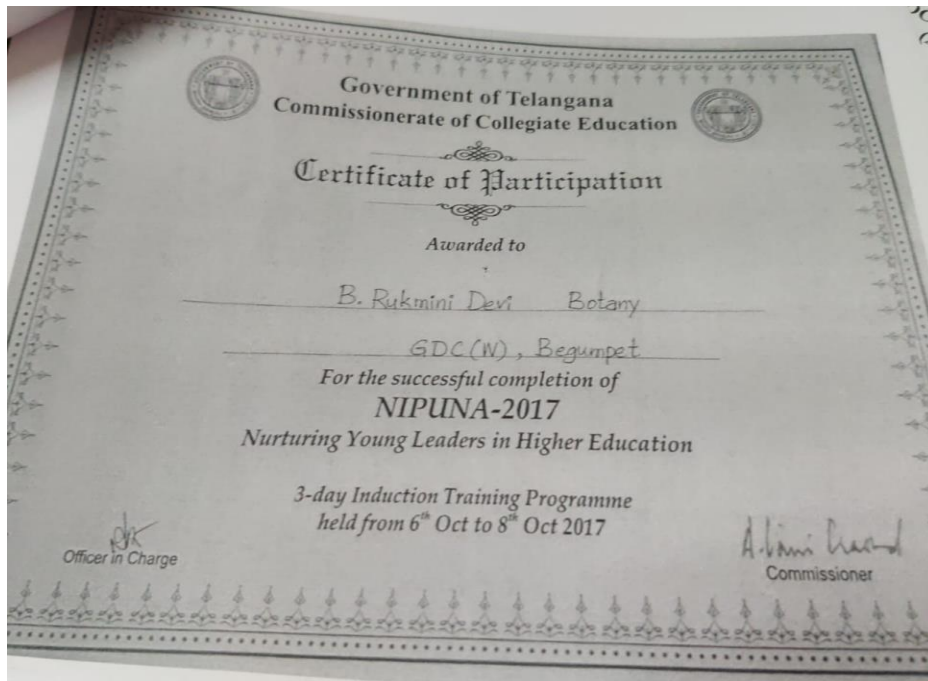 Government of Telangana
Commissionerate of Collegiate Education
Certificate of Participation
Awarded to
B. Rukmini Devi Botany
GDC (W), Begumpet
For the successful completion of
NIPUNA-2017
Nurturing Young Leaders in Higher Education
3-day Induction Training Programme
held from 6th Oct to 8th Oct 2017
Officer in Charge
Commissioner